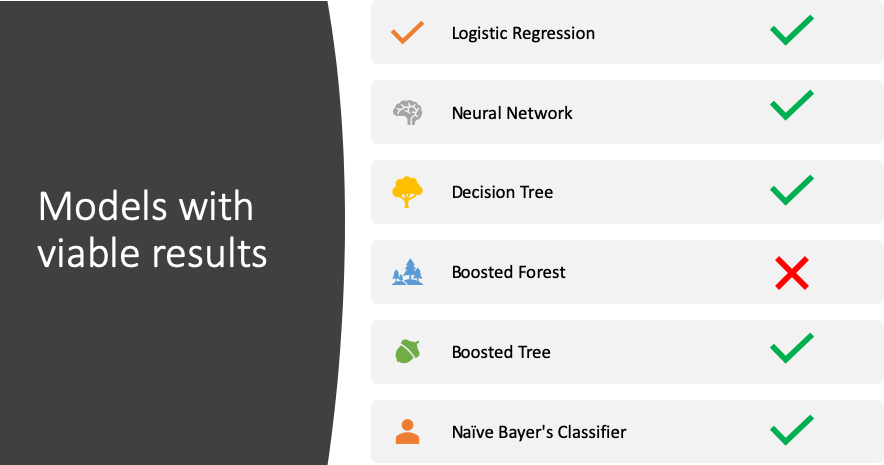 Models with
viable results
Logistic Regression
Neural Network
Decision Tree
Boosted Forest
Boosted Tree
Naïve Bayer's Classifier